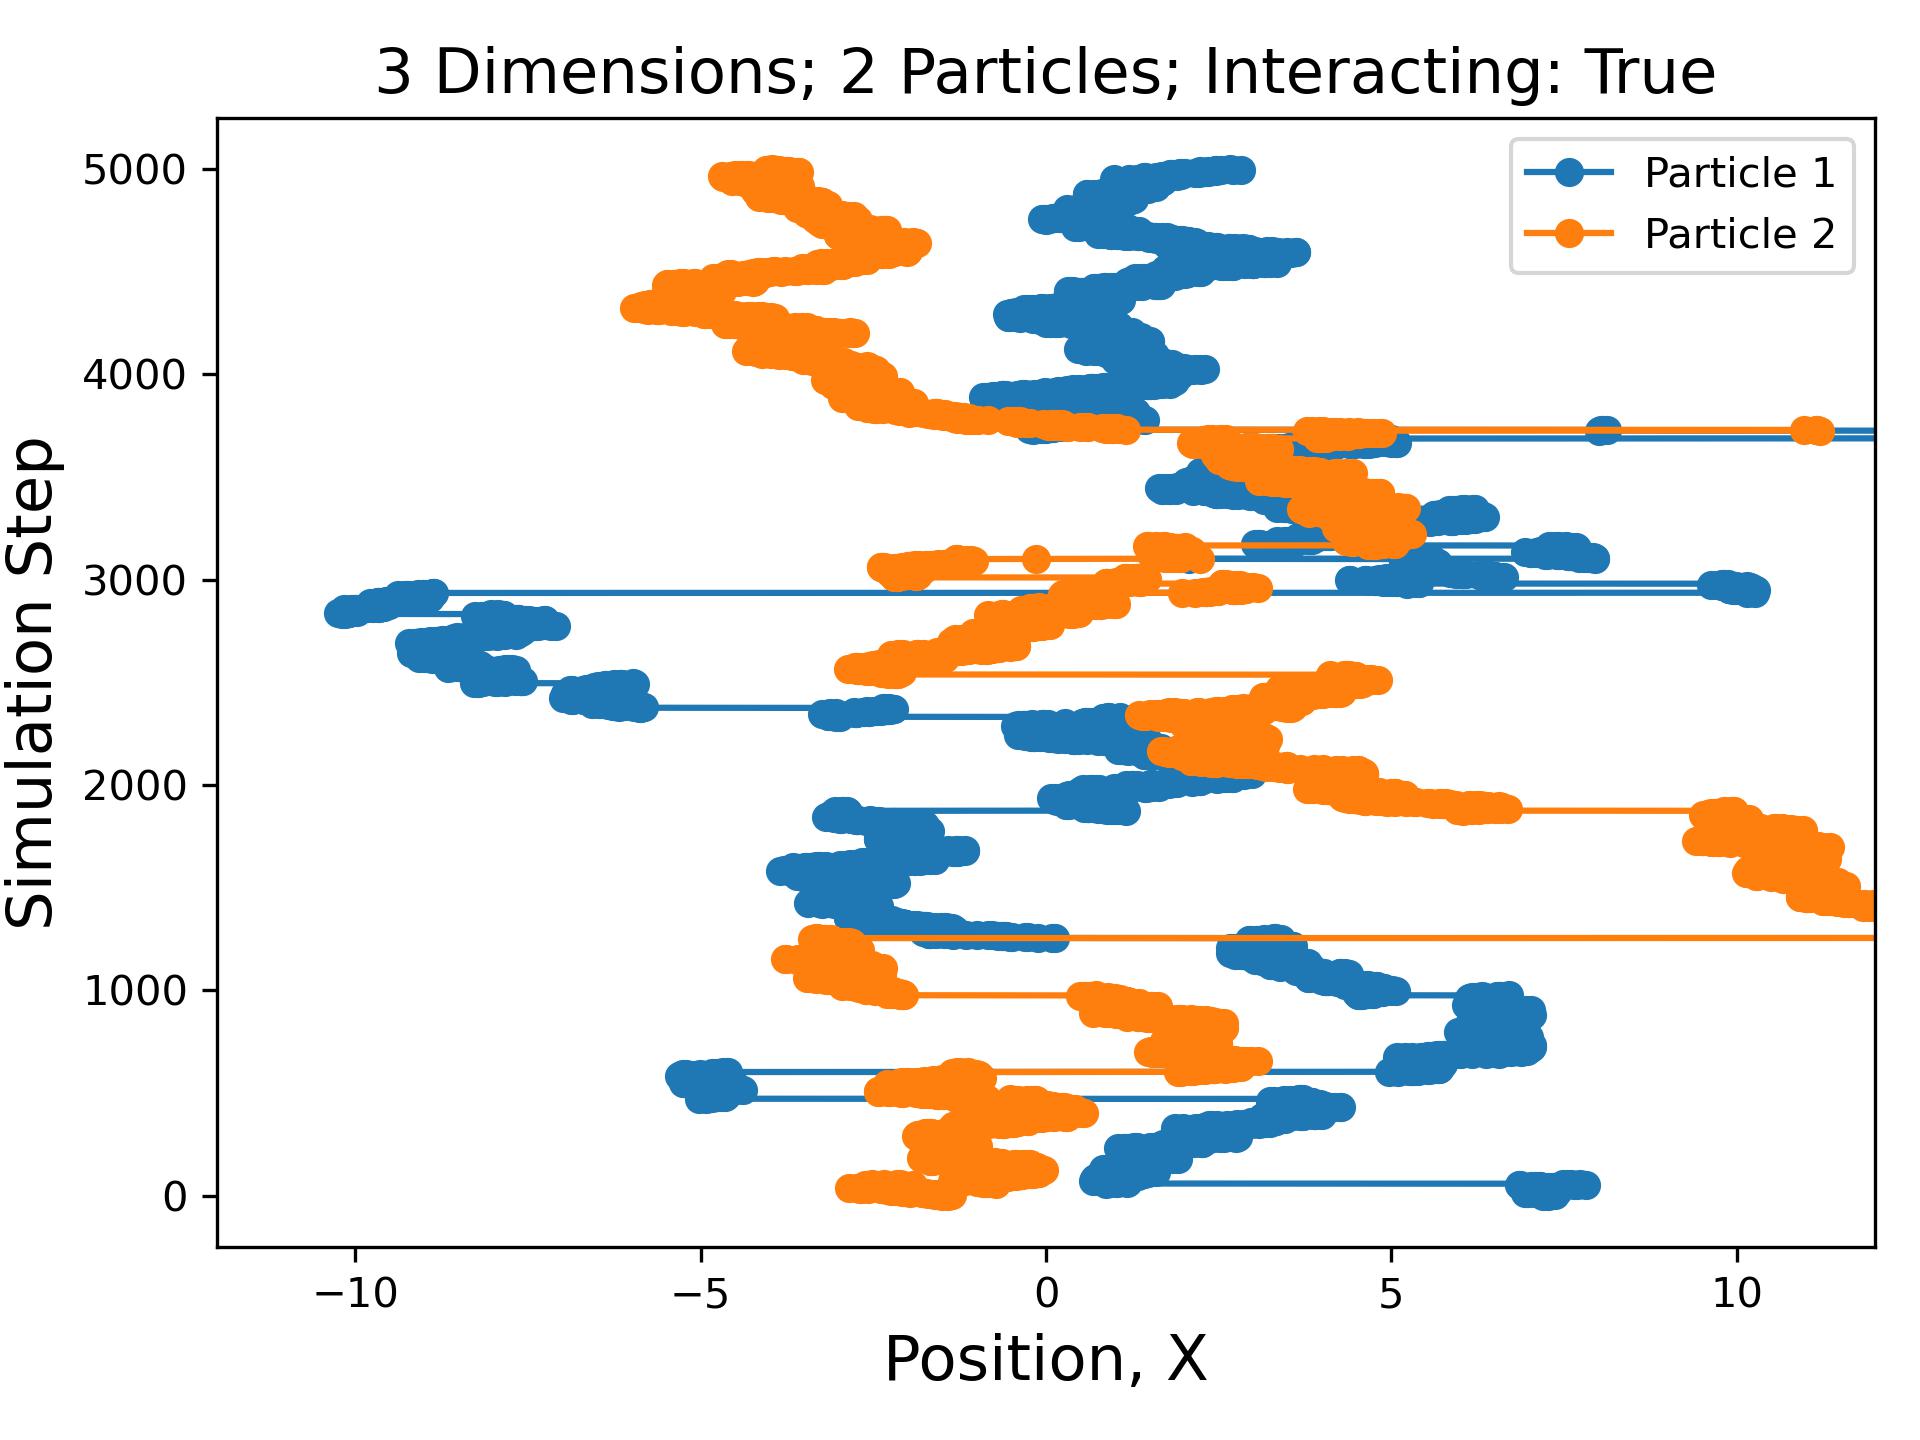 3 Dimensions; 2 Particles; Interacting: True
Particle 1
Particle 2
Simulation Step
5000
4000
3000
2000
1000
0
−10
−5
0
5
10
Position, X